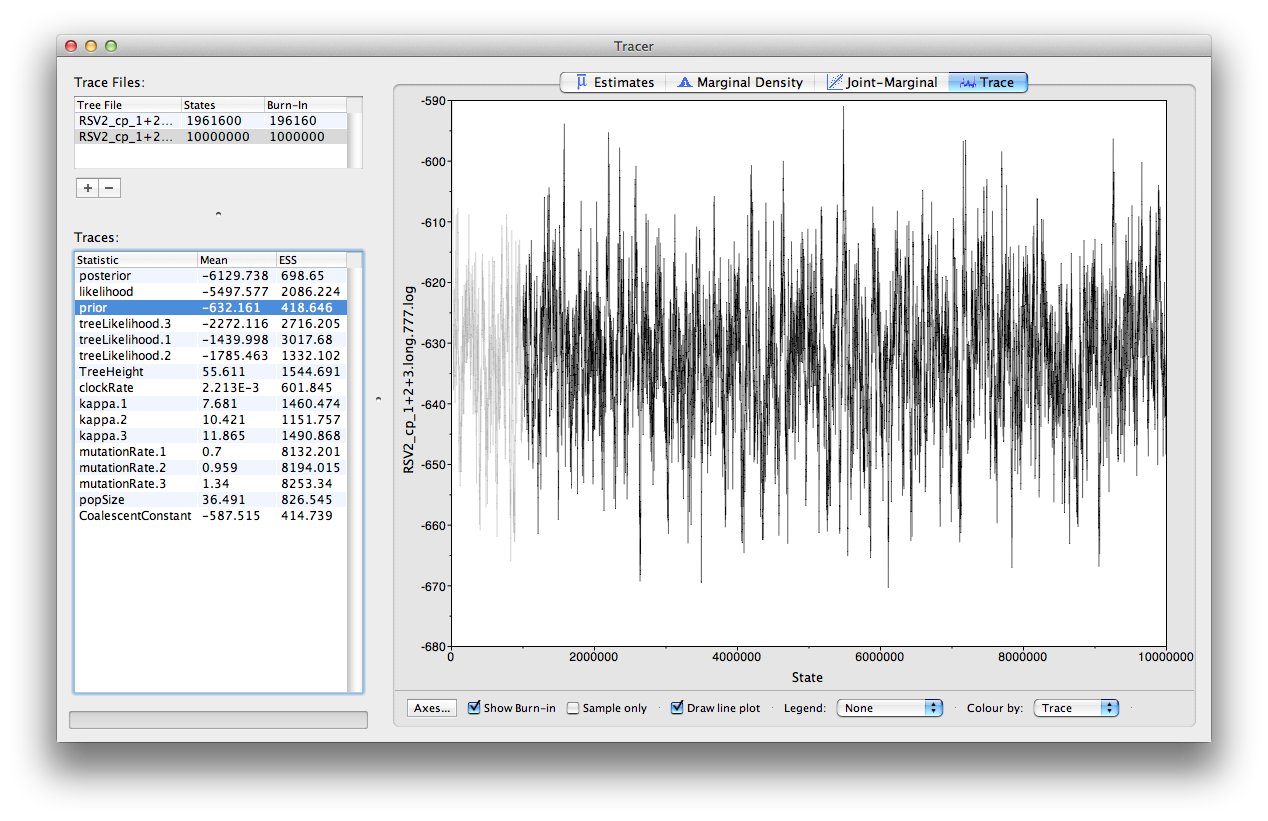 Tracer
Trace Files:
Tree File States Burn-In
RSV2_cp_1+2... 1961600 196160
RSV2_cp_1+2... 10000000 1000000
+ −
Traces:
Statistic Mean ESS
posterior −6129.738 698.65
likelihood −5497.577 2086.224
prior −632.161 418.646
treeLikelihood.3 −2272.116 2716.205
treeLikelihood.1 −1439.998 3017.68
treeLikelihood.2 −1785.463 1332.102
TreeHeight 55.611 1544.691
clockRate 2.213E-3 601.845
kappa.1 7.681 1460.474
kappa.2 10.421 1151.757
kappa.3 11.865 1490.868
mutationRate.1 0.7 8132.201
mutationRate.2 0.959 8194.015
mutationRate.3 1.34 8253.34
popSize 36.491 826.545
CoalescentConstant −587.515 414.739
μ Estimates Marginal Density Joint-Marginal Trace
-590
-600
-610
-620
-630
-640
-650
-660
-670
-680
RSV2_cp_1+2+3.long.777.log
0 2000000 4000000 6000000 8000000 10000000
State
Axes... Show Burn-in Sample only Draw line plot Legend: None Colour by: Trace